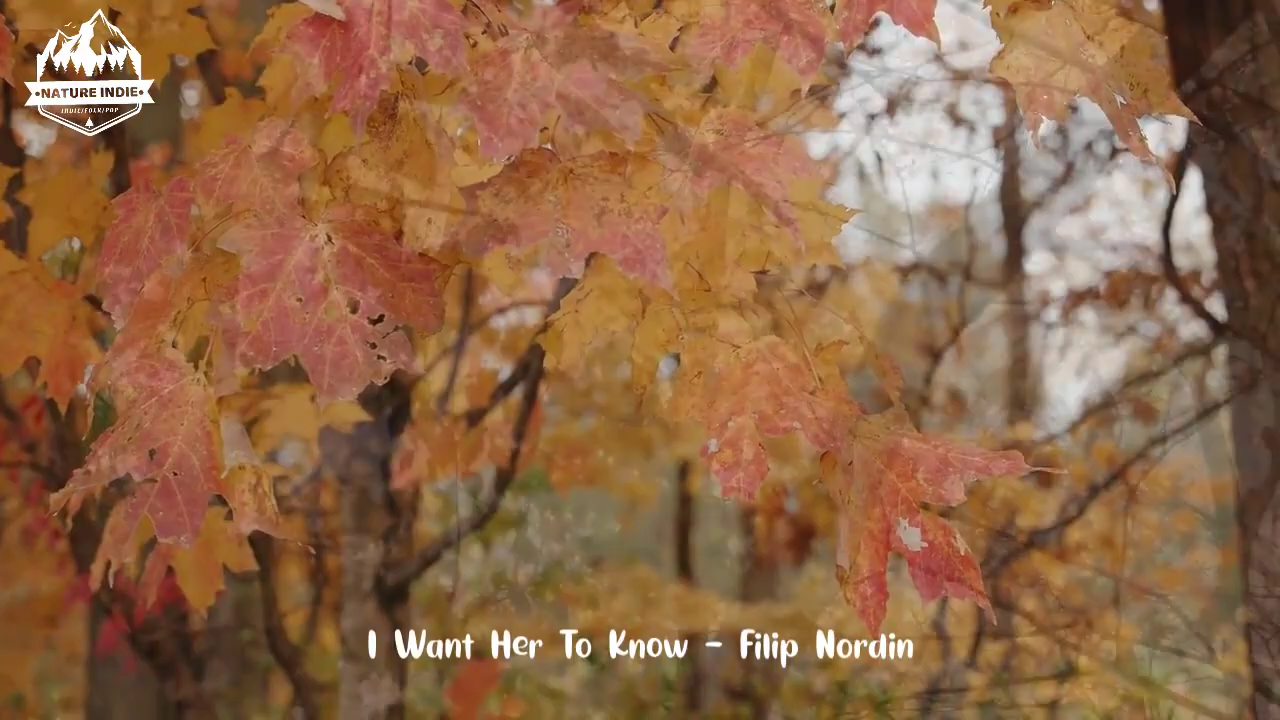 •NATURE INDIE•
INDIE/FOLK/POP
I Want Her To Know - Filip Nordin